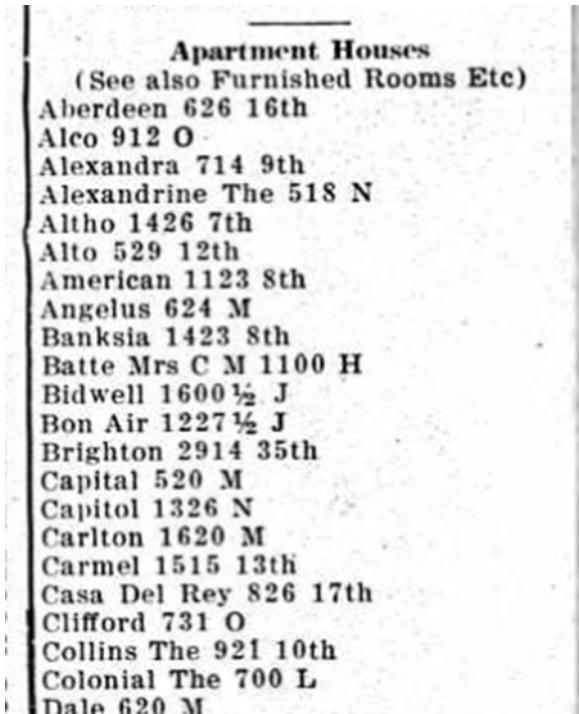 Apartment Houses
(See also Furnished Rooms Etc)
Aberdeen 626 16th
Alco 912 O
Alexandra 714 9th
Alexandrine The 518 N
Altho 1426 7th
Alto 529 12th
American 1123 8th
Angelus 624 M
Banksia 1423 8th
Batte Mrs C M 1100 H
Bidwell 1600½ J
Bon Air 1227½ J
Brighton 2914 35th
Capital 520 M
Capitol 1326 N
Carlton 1620 M
Carmel 1515 13th
Casa Del Rey 826 17th
Clifford 731 O
Collins The 921 10th
Colonial The 700 L
Dale 620 M